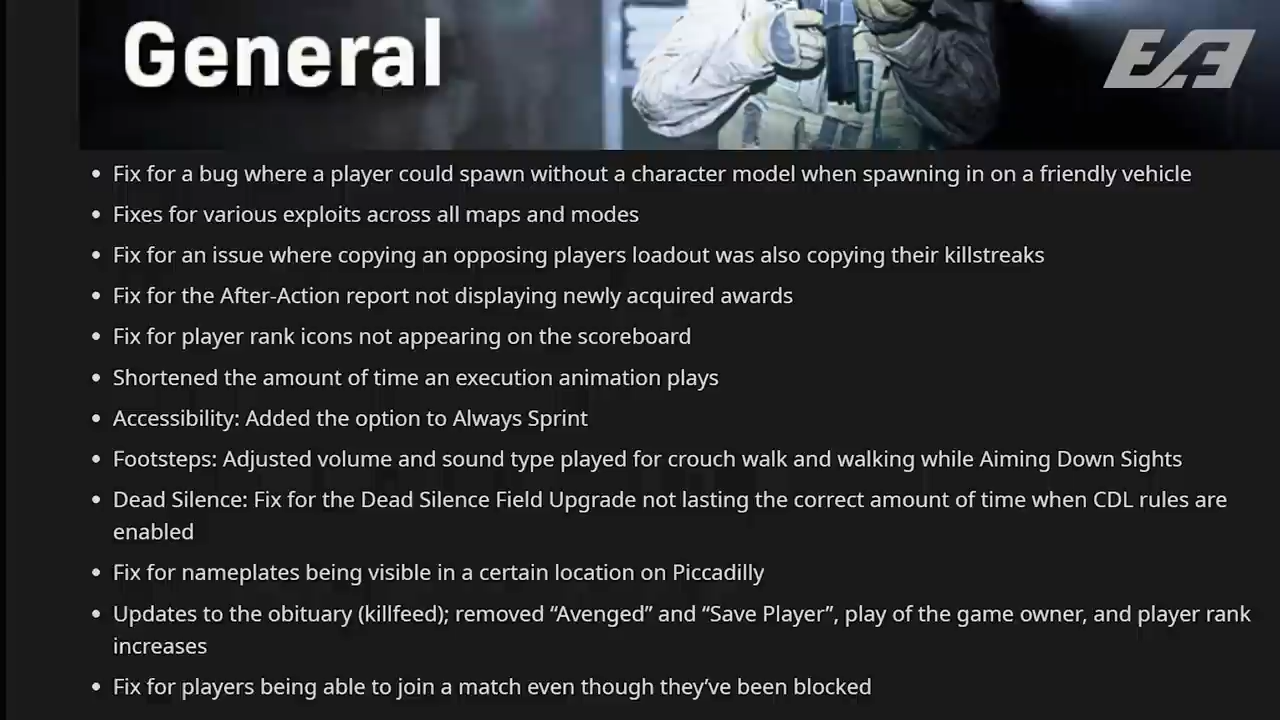 General
• Fix for a bug where a player could spawn without a character model when spawning in on a friendly vehicle
• Fixes for various exploits across all maps and modes
• Fix for an issue where copying an opposing players loadout was also copying their killstreaks
• Fix for the After-Action report not displaying newly acquired awards
• Fix for player rank icons not appearing on the scoreboard
• Shortened the amount of time an execution animation plays
• Accessibility: Added the option to Always Sprint
• Footsteps: Adjusted volume and sound type played for crouch walk and walking while Aiming Down Sights
• Dead Silence: Fix for the Dead Silence Field Upgrade not lasting the correct amount of time when CDL rules are
enabled
• Fix for nameplates being visible in a certain location on Piccadilly
• Updates to the obituary (killfeed); removed “Avenged” and “Save Player”, play of the game owner, and player rank
increases
• Fix for players being able to join a match even though they’ve been blocked